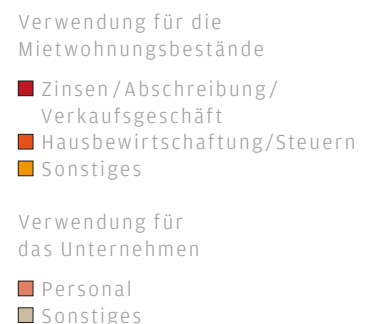 Verwendung für die
Mietwohnungsbestände
Zinsen/Abschreibung/
Verkaufsgeschäft
Hausbewirtschaftung/Steuern
Sonstiges
Verwendung für
das Unternehmen
Personal
Sonstiges